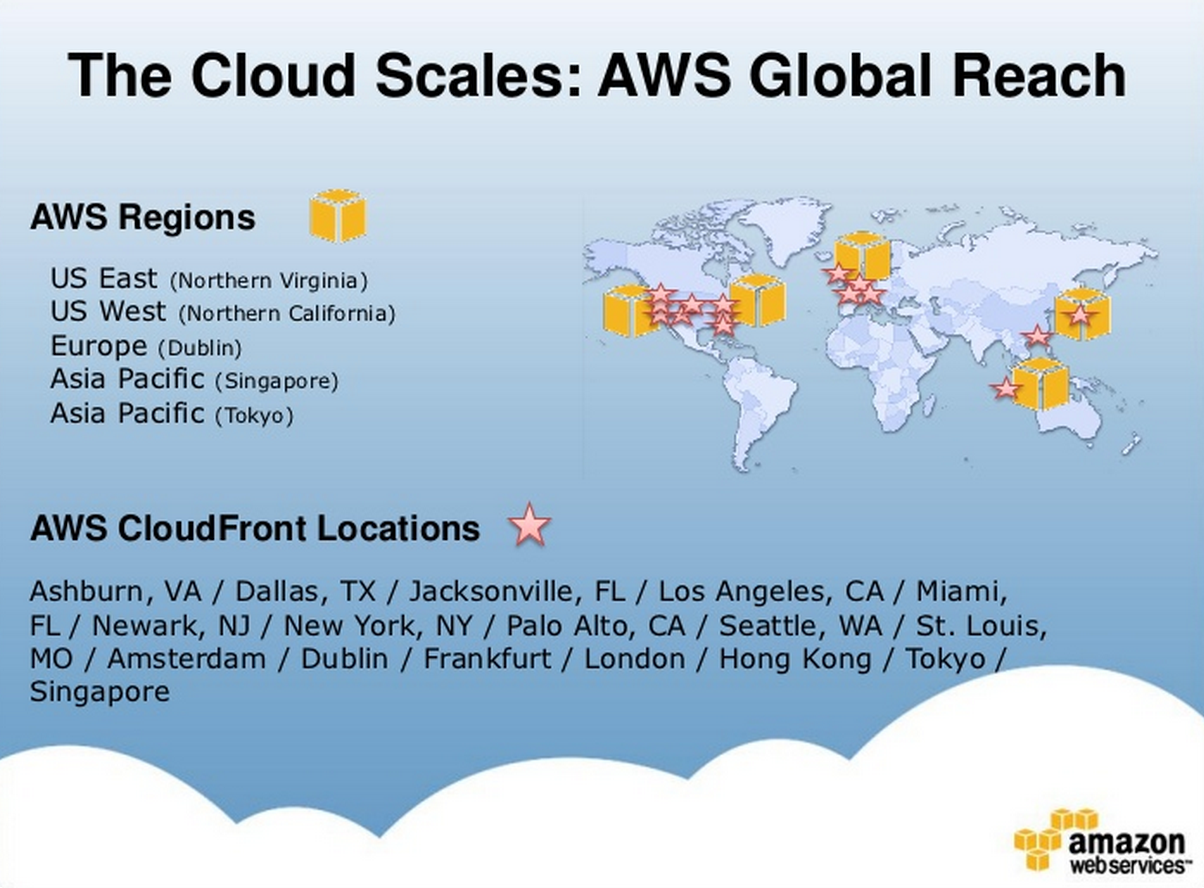 The Cloud Scales: AWS Global Reach
AWS Regions
US East (Northern Virginia)
US West (Northern California)
Europe (Dublin)
Asia Pacific (Singapore)
Asia Pacific (Tokyo)
AWS CloudFront Locations
Ashburn, VA / Dallas, TX / Jacksonville, FL / Los Angeles, CA / Miami,
FL / Newark, NJ / New York, NY / Palo Alto, CA / Seattle, WA / St. Louis,
MO / Amsterdam / Dublin / Frankfurt / London / Hong Kong / Tokyo /
Singapore
amazon
webservices™